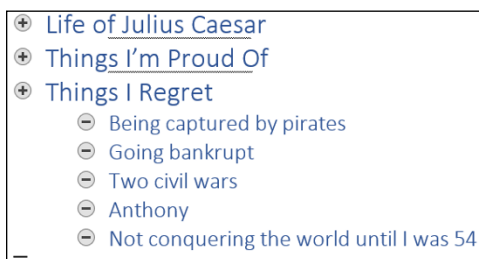 Life of Julius Caesar
Things I'm Proud Of
Things I Regret
Being captured by pirates
Going bankrupt
Two civil wars
Anthony
Not conquering the world until I was 54